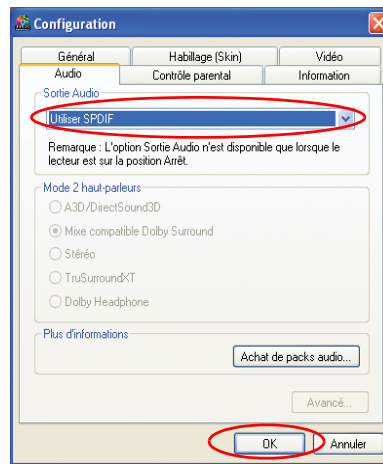 Configuration
Général Habillage (Skin) Vidéo
Audio Contrôle parental Information
Sortie Audio
Utiliser SPDIF
Remarque : L'option Sortie Audio n'est disponible que lorsque le
lecteur est sur la position Arrêt.
Mode 2 haut-parleurs
A3D/DirectSound3D
Mixe compatible Dolby Surround
Stéréo
TruSurroundXT
Dolby Headphone
Plus d'informations
Achat de packs audio...
Avancé...
OK Annuler